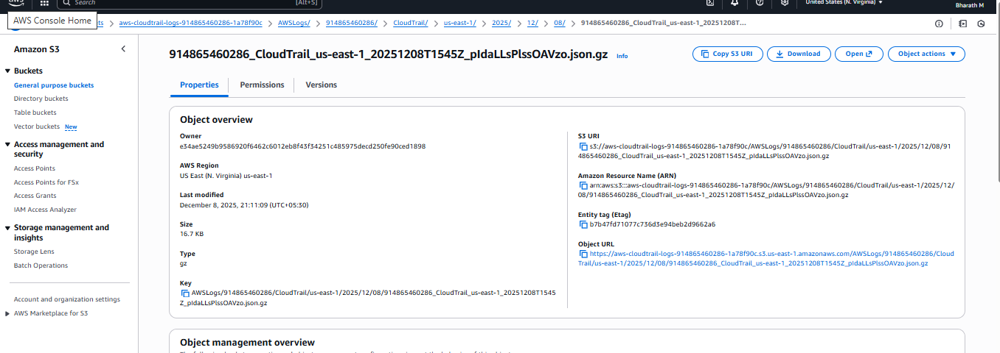 aws
Search
[Alt+S]
United States (N. Virginia)
Bharath M
AWS Console Home
aws-cloudtrail-logs-914865460286-1a78f90c
AWSLogs/
914865460286/
CloudTrail/
us-east-1/
2025/
12/
08/
914865460286_CloudTrail_us-east-1_20251208T...
Amazon S3
Buckets
General purpose buckets
Directory buckets
Table buckets
Vector buckets New
Access management and
security
Access Points
Access Points for FSx
Access Grants
IAM Access Analyzer
Storage management and
insights
Storage Lens
Batch Operations
Account and organization settings
AWS Marketplace for S3
914865460286_CloudTrail_us-east-1_20251208T1545Z_pIdaLLsPlssOAVzo.json.gz Info
Copy S3 URI
Download
Open
Object actions
Properties
Permissions
Versions
Object overview
Owner
e34ae5249b9586920f6462c6012eb8f43f34251c485975decd250fe90ced1898
AWS Region
US East (N. Virginia) us-east-1
Last modified
December 8, 2025, 21:11:09 (UTC+05:30)
Size
16.7 KB
Type
gz
Key
AWSLogs/914865460286/CloudTrail/us-east-1/2025/12/08/914865460286_CloudTrail_us-east-1_20251208T1545
Z_pIdaLLsPlssOAVzo.json.gz
S3 URI
s3://aws-cloudtrail-logs-914865460286-1a78f90c/AWSLogs/914865460286/CloudTrail/us-east-1/2025/12/08/91
4865460286_CloudTrail_us-east-1_20251208T1545Z_pIdaLLsPlssOAVzo.json.gz
Amazon Resource Name (ARN)
arn:aws:s3:::aws-cloudtrail-logs-914865460286-1a78f90c/AWSLogs/914865460286/CloudTrail/us-east-1/2025/12/
08/914865460286_CloudTrail_us-east-1_20251208T1545Z_pIdaLLsPlssOAVzo.json.gz
Entity tag (Etag)
b7b47fd71077c736d3e94beb2d9662a6
Object URL
https://aws-cloudtrail-logs-914865460286-1a78f90c.s3.us-east-1.amazonaws.com/AWSLogs/914865460286/Cloud
Trail/us-east-1/2025/12/08/914865460286_CloudTrail_us-east-1_20251208T1545Z_pIdaLLsPlssOAVzo.json.gz
Object management overview